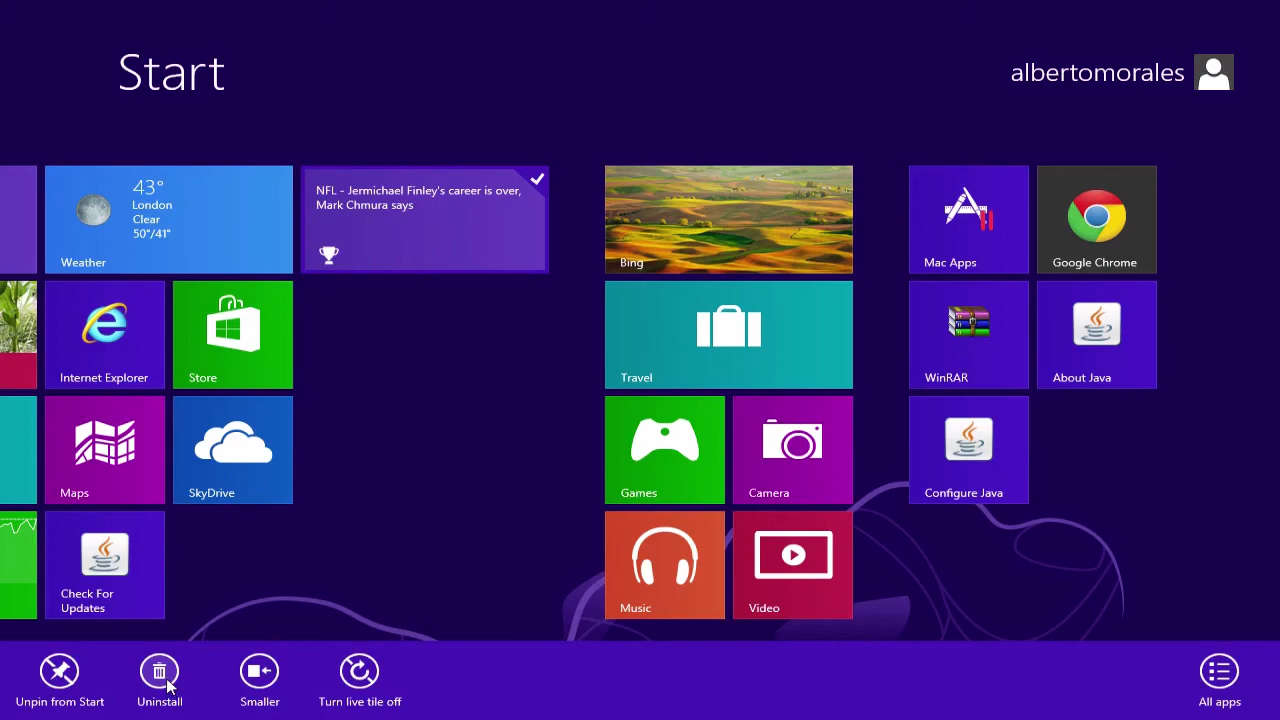 Start
albertomorales
43°
London
Clear
50°/41°
Weather
NFL - Jermichael Finley's career is over,
Mark Chmura says
Bing
Mac Apps
Google Chrome
Internet Explorer
Store
Travel
WinRAR
About Java
Maps
SkyDrive
Games
Camera
Configure Java
Check For
Updates
Music
Video
Unpin from Start
Uninstall
Smaller
Turn live tile off
All apps